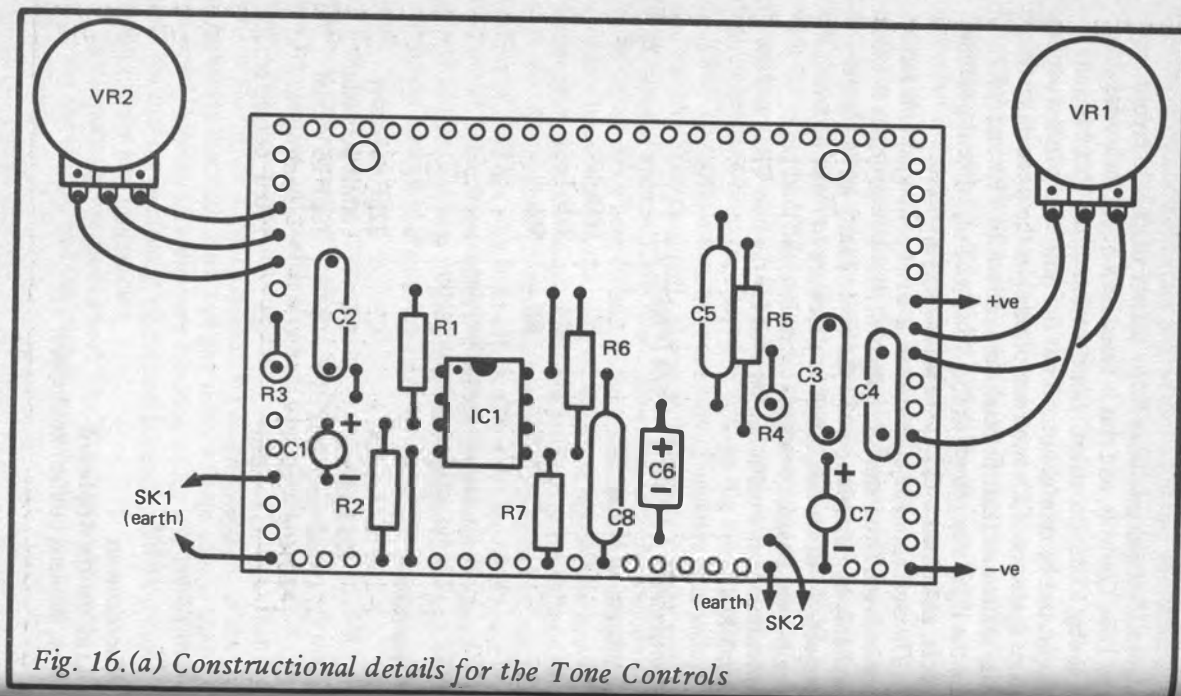 VR2
VR1
+ve
C2
R1
R6
C5
R5
C3
C4
R3
IC1
R4
C1
+
R2
R7
C8
+
C6
−
+
C7
−
−
SK1
(earth)
−ve
(earth)
SK2
Fig. 16.(a) Constructional details for the Tone Controls